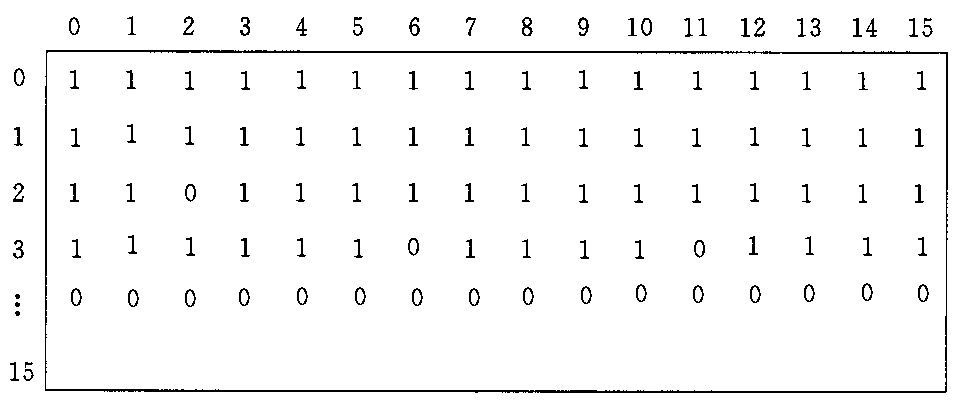 0 1 2 3 4 5 6 7 8 9 10 11 12 13 14 15
0 1 1 1 1 1 1 1 1 1 1 1 1 1 1 1 1
1 1 1 1 1 1 1 1 1 1 1 1 1 1 1 1 1
2 1 1 0 1 1 1 1 1 1 1 1 1 1 1 1 1
3 1 1 1 1 1 1 0 1 1 1 1 0 1 1 1 1
⋮ 0 0 0 0 0 0 0 0 0 0 0 0 0 0 0 0
15